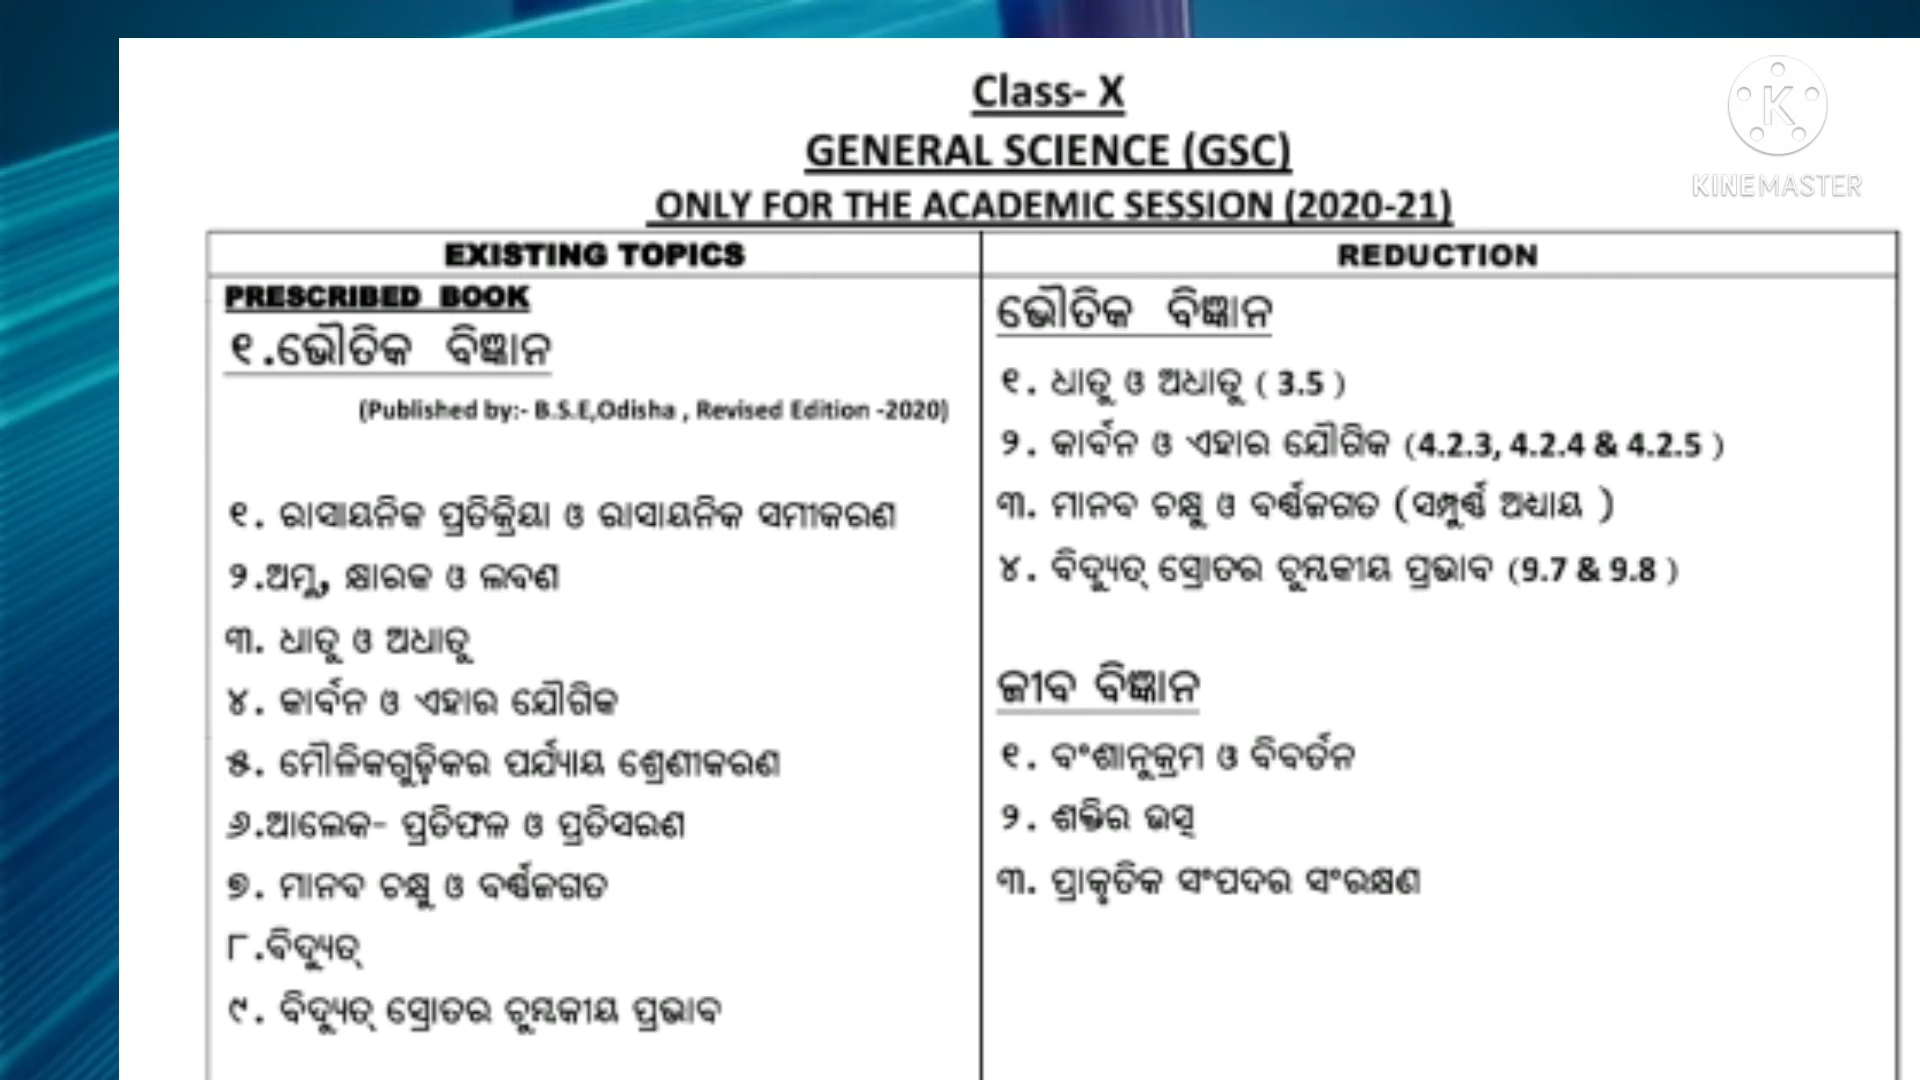 Class- X
GENERAL SCIENCE (GSC)
ONLY FOR THE ACADEMIC SESSION (2020-21)
KINEMASTER
EXISTING TOPICS
PRESCRIBED BOOK
୧.ଭୌତିକ ବିଜ୍ଞାନ
(Published by:- B.S.E,Odisha , Revised Edition -2020)
୧. ରାସାୟନିକ ପ୍ରତିକ୍ରିୟା ଓ ରାସାୟନିକ ସମୀକରଣ
୨.ଅମ୍ଳ, କ୍ଷାରକ ଓ ଲବଣ
୩. ଧାତୁ ଓ ଅଧାତୁ
୪. କାର୍ବନ ଓ ଏହାର ଯୌଗିକ
୫. ମୌଳିକଗୁଡ଼ିକର ପର୍ଯ୍ୟାୟ ଶ୍ରେଣୀକରଣ
୬.ଆଲେକ- ପ୍ରତିଫଳ ଓ ପ୍ରତିସରଣ
୭. ମାନବ ଚକ୍ଷୁ ଓ ବର୍ଣ୍ଣଜଗତ
୮.ବିଦ୍ୟୁତ୍
୯. ବିଦ୍ୟୁତ୍ ସ୍ରୋତର ଚୁମ୍ବକୀୟ ପ୍ରଭାବ
REDUCTION
ଭୌତିକ ବିଜ୍ଞାନ
୧. ଧାତୁ ଓ ଅଧାତୁ ( 3.5 )
୨. କାର୍ବନ ଓ ଏହାର ଯୌଗିକ (4.2.3, 4.2.4 & 4.2.5 )
୩. ମାନବ ଚକ୍ଷୁ ଓ ବର୍ଣ୍ଣଜଗତ (ସମ୍ପୁର୍ଣ୍ଣ ଅଧ୍ୟାୟ )
୪. ବିଦ୍ୟୁତ୍ ସ୍ରୋତର ଚୁମ୍ବକୀୟ ପ୍ରଭାବ (9.7 & 9.8 )
ଜୀବ ବିଜ୍ଞାନ
୧. ବଂଶାନୁକ୍ରମ ଓ ବିବର୍ତନ
୨. ଶକ୍ତିର ଉତ୍ସ
୩. ପ୍ରାକୃତିକ ସଂପଦର ସଂରକ୍ଷଣ